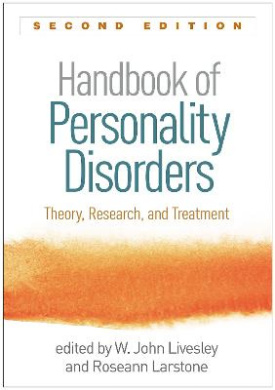 SECOND EDITION
Handbook of
Personality
Disorders
Theory, Research, and Treatment
edited by W. John Livesley
and Roseann Larstone